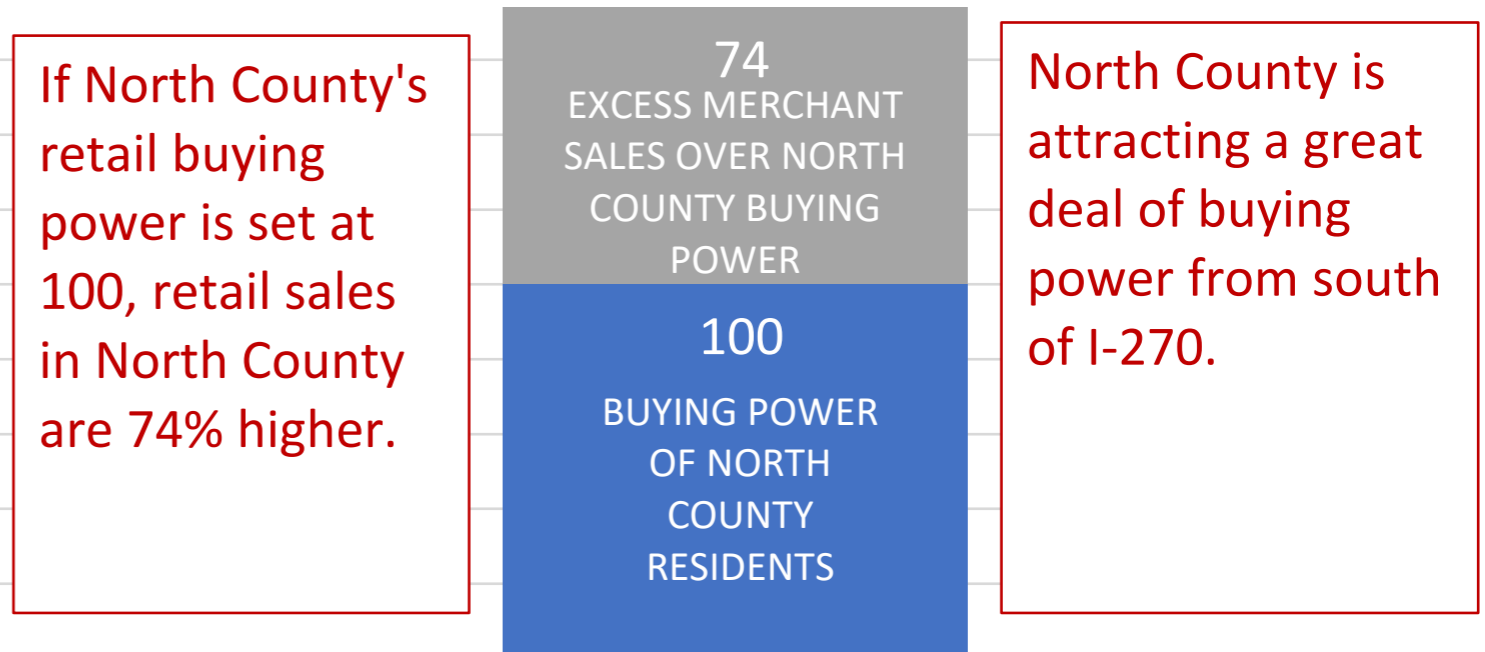 If North County's
retail buying
power is set at
100, retail sales
in North County
are 74% higher.
74
EXCESS MERCHANT
SALES OVER NORTH
COUNTY BUYING
POWER
100
BUYING POWER
OF NORTH
COUNTY
RESIDENTS
North County is
attracting a great
deal of buying
power from south
of I-270.